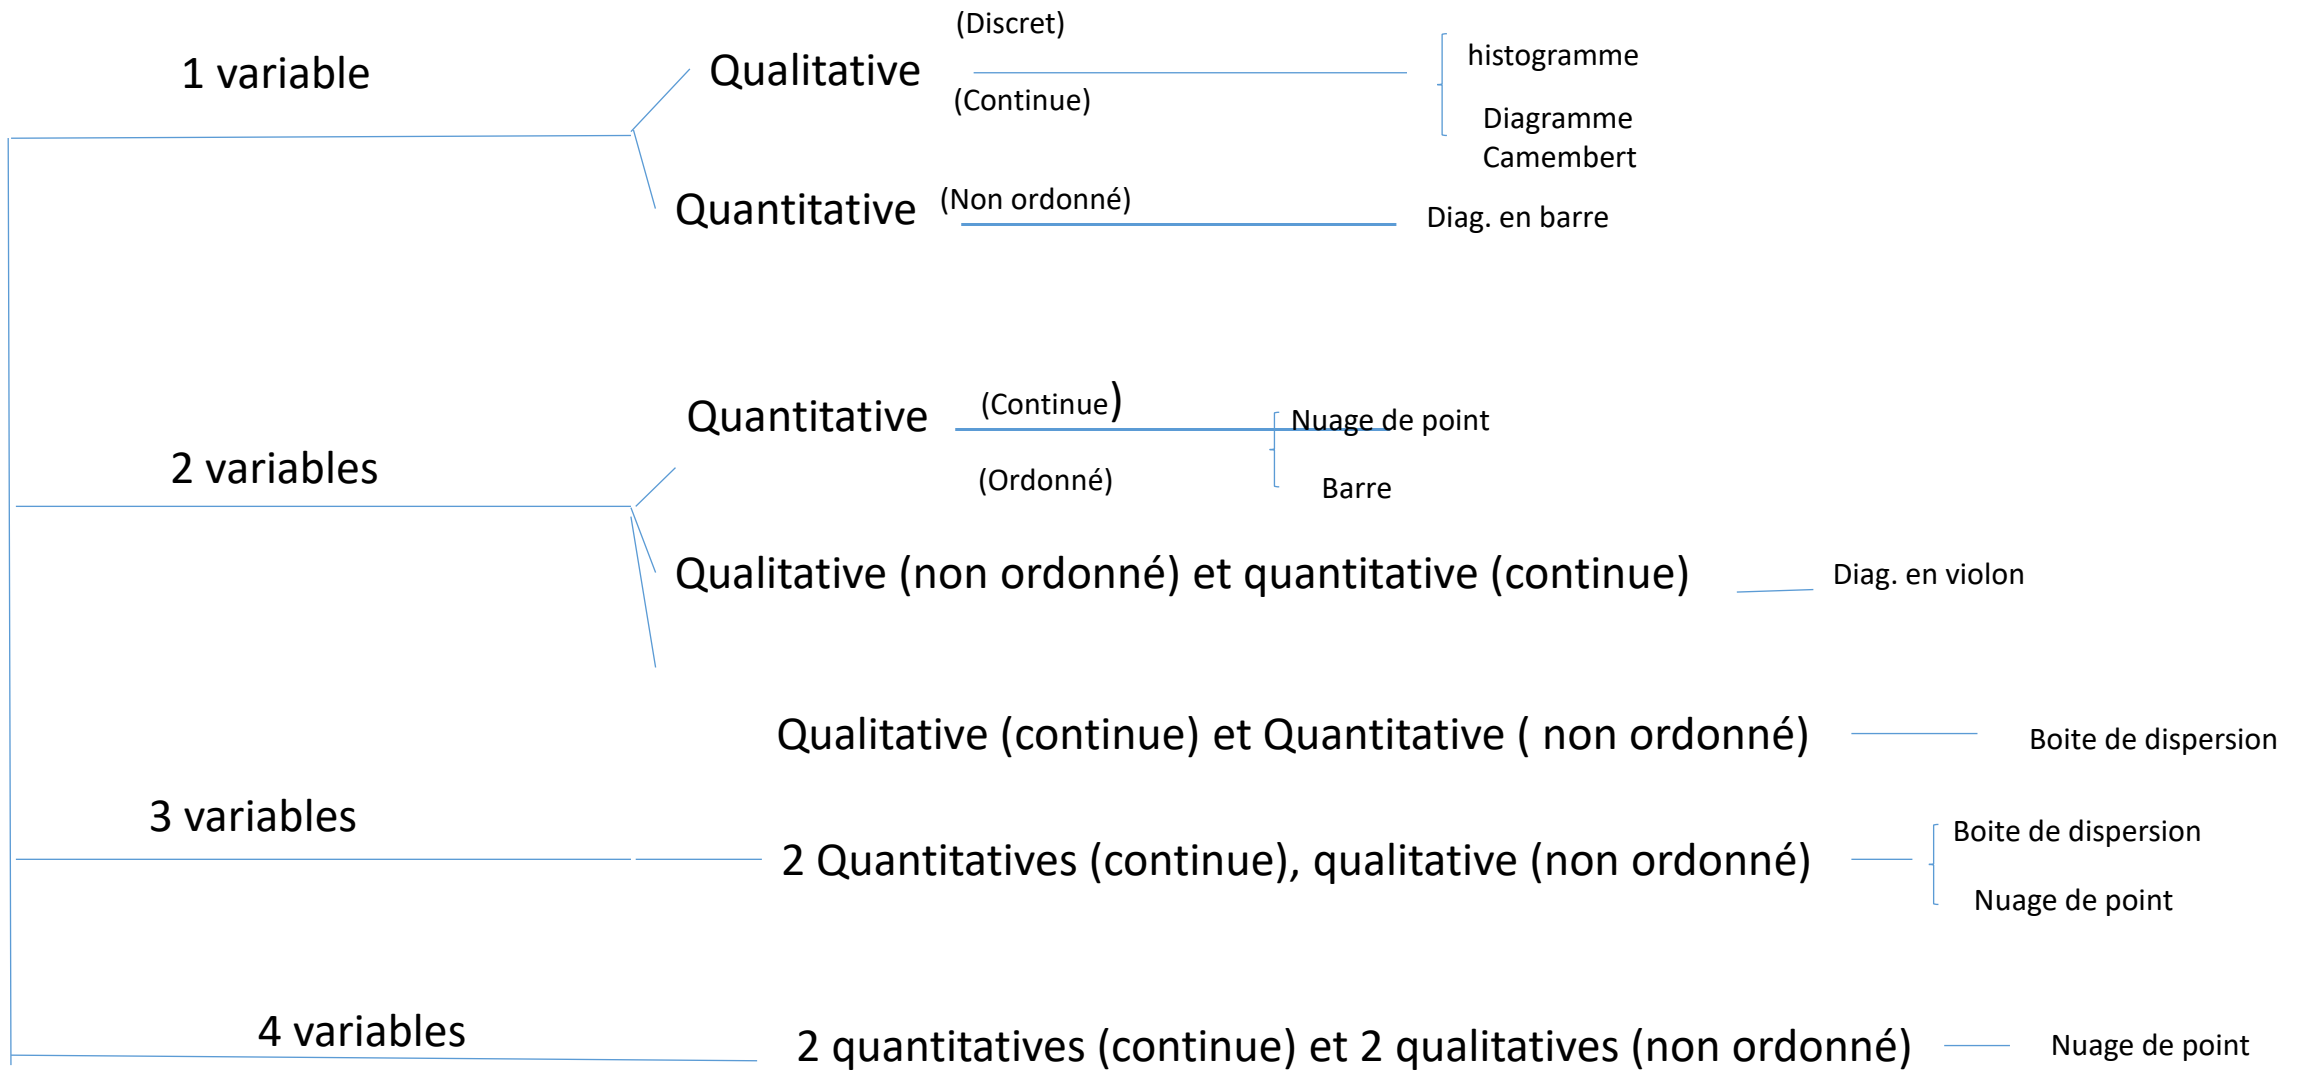 (Discret)
1 variable
Qualitative
histogramme
(Continue)
Diagramme
Camembert
Quantitative
(Non ordonné)
Diag. en barre
Quantitative
(Continue)
Nuage de point
2 variables
(Ordonné)
Barre
Qualitative (non ordonné) et quantitative (continue)
Diag. en violon
Qualitative (continue) et Quantitative ( non ordonné)
Boite de dispersion
3 variables
2 Quantitatives (continue), qualitative (non ordonné)
Boite de dispersion
Nuage de point
4 variables
2 quantitatives (continue) et 2 qualitatives (non ordonné)
Nuage de point